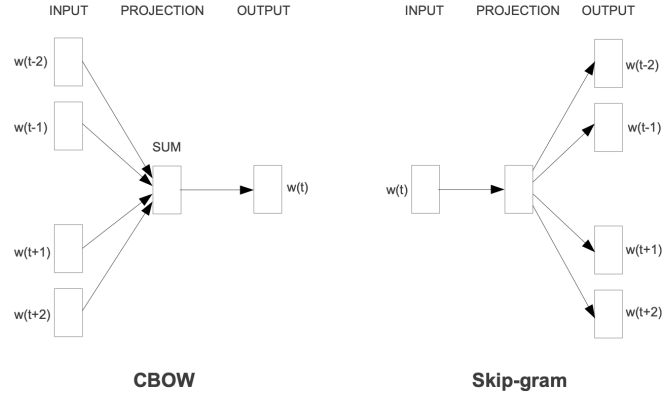 INPUT PROJECTION OUTPUT
w(t-2)
w(t-1)
SUM
w(t)
w(t+1)
w(t+2)
CBOW
INPUT PROJECTION OUTPUT
w(t-2)
w(t-1)
w(t)
w(t+1)
w(t+2)
Skip-gram